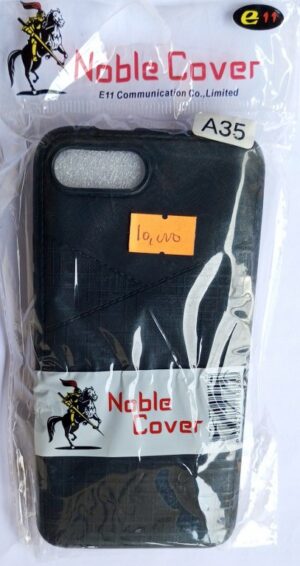 e11
Noble Cover
E11 Communication Co.,Limited
A35
10,000
Noble
Cover